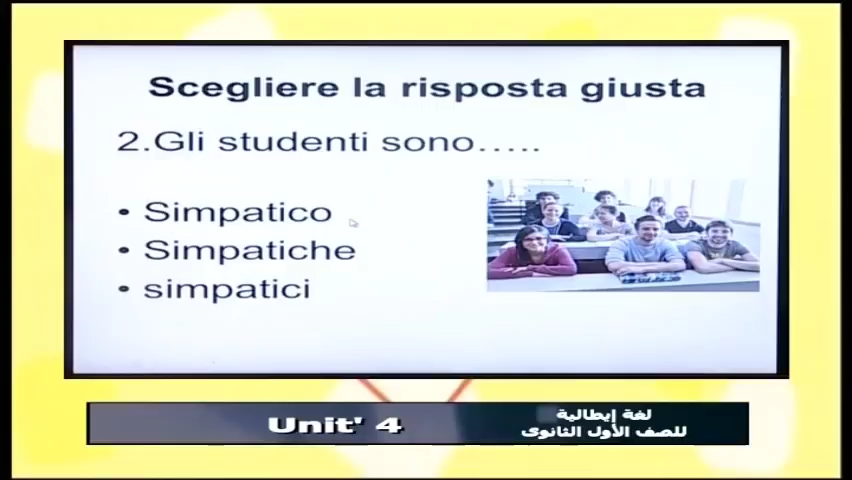 Scegliere la risposta giusta
2.Gli studenti sono…..
• Simpatico
• Simpatiche
• simpatici
Unit' 4
لغة إيطالية
للصف الأول الثانوى